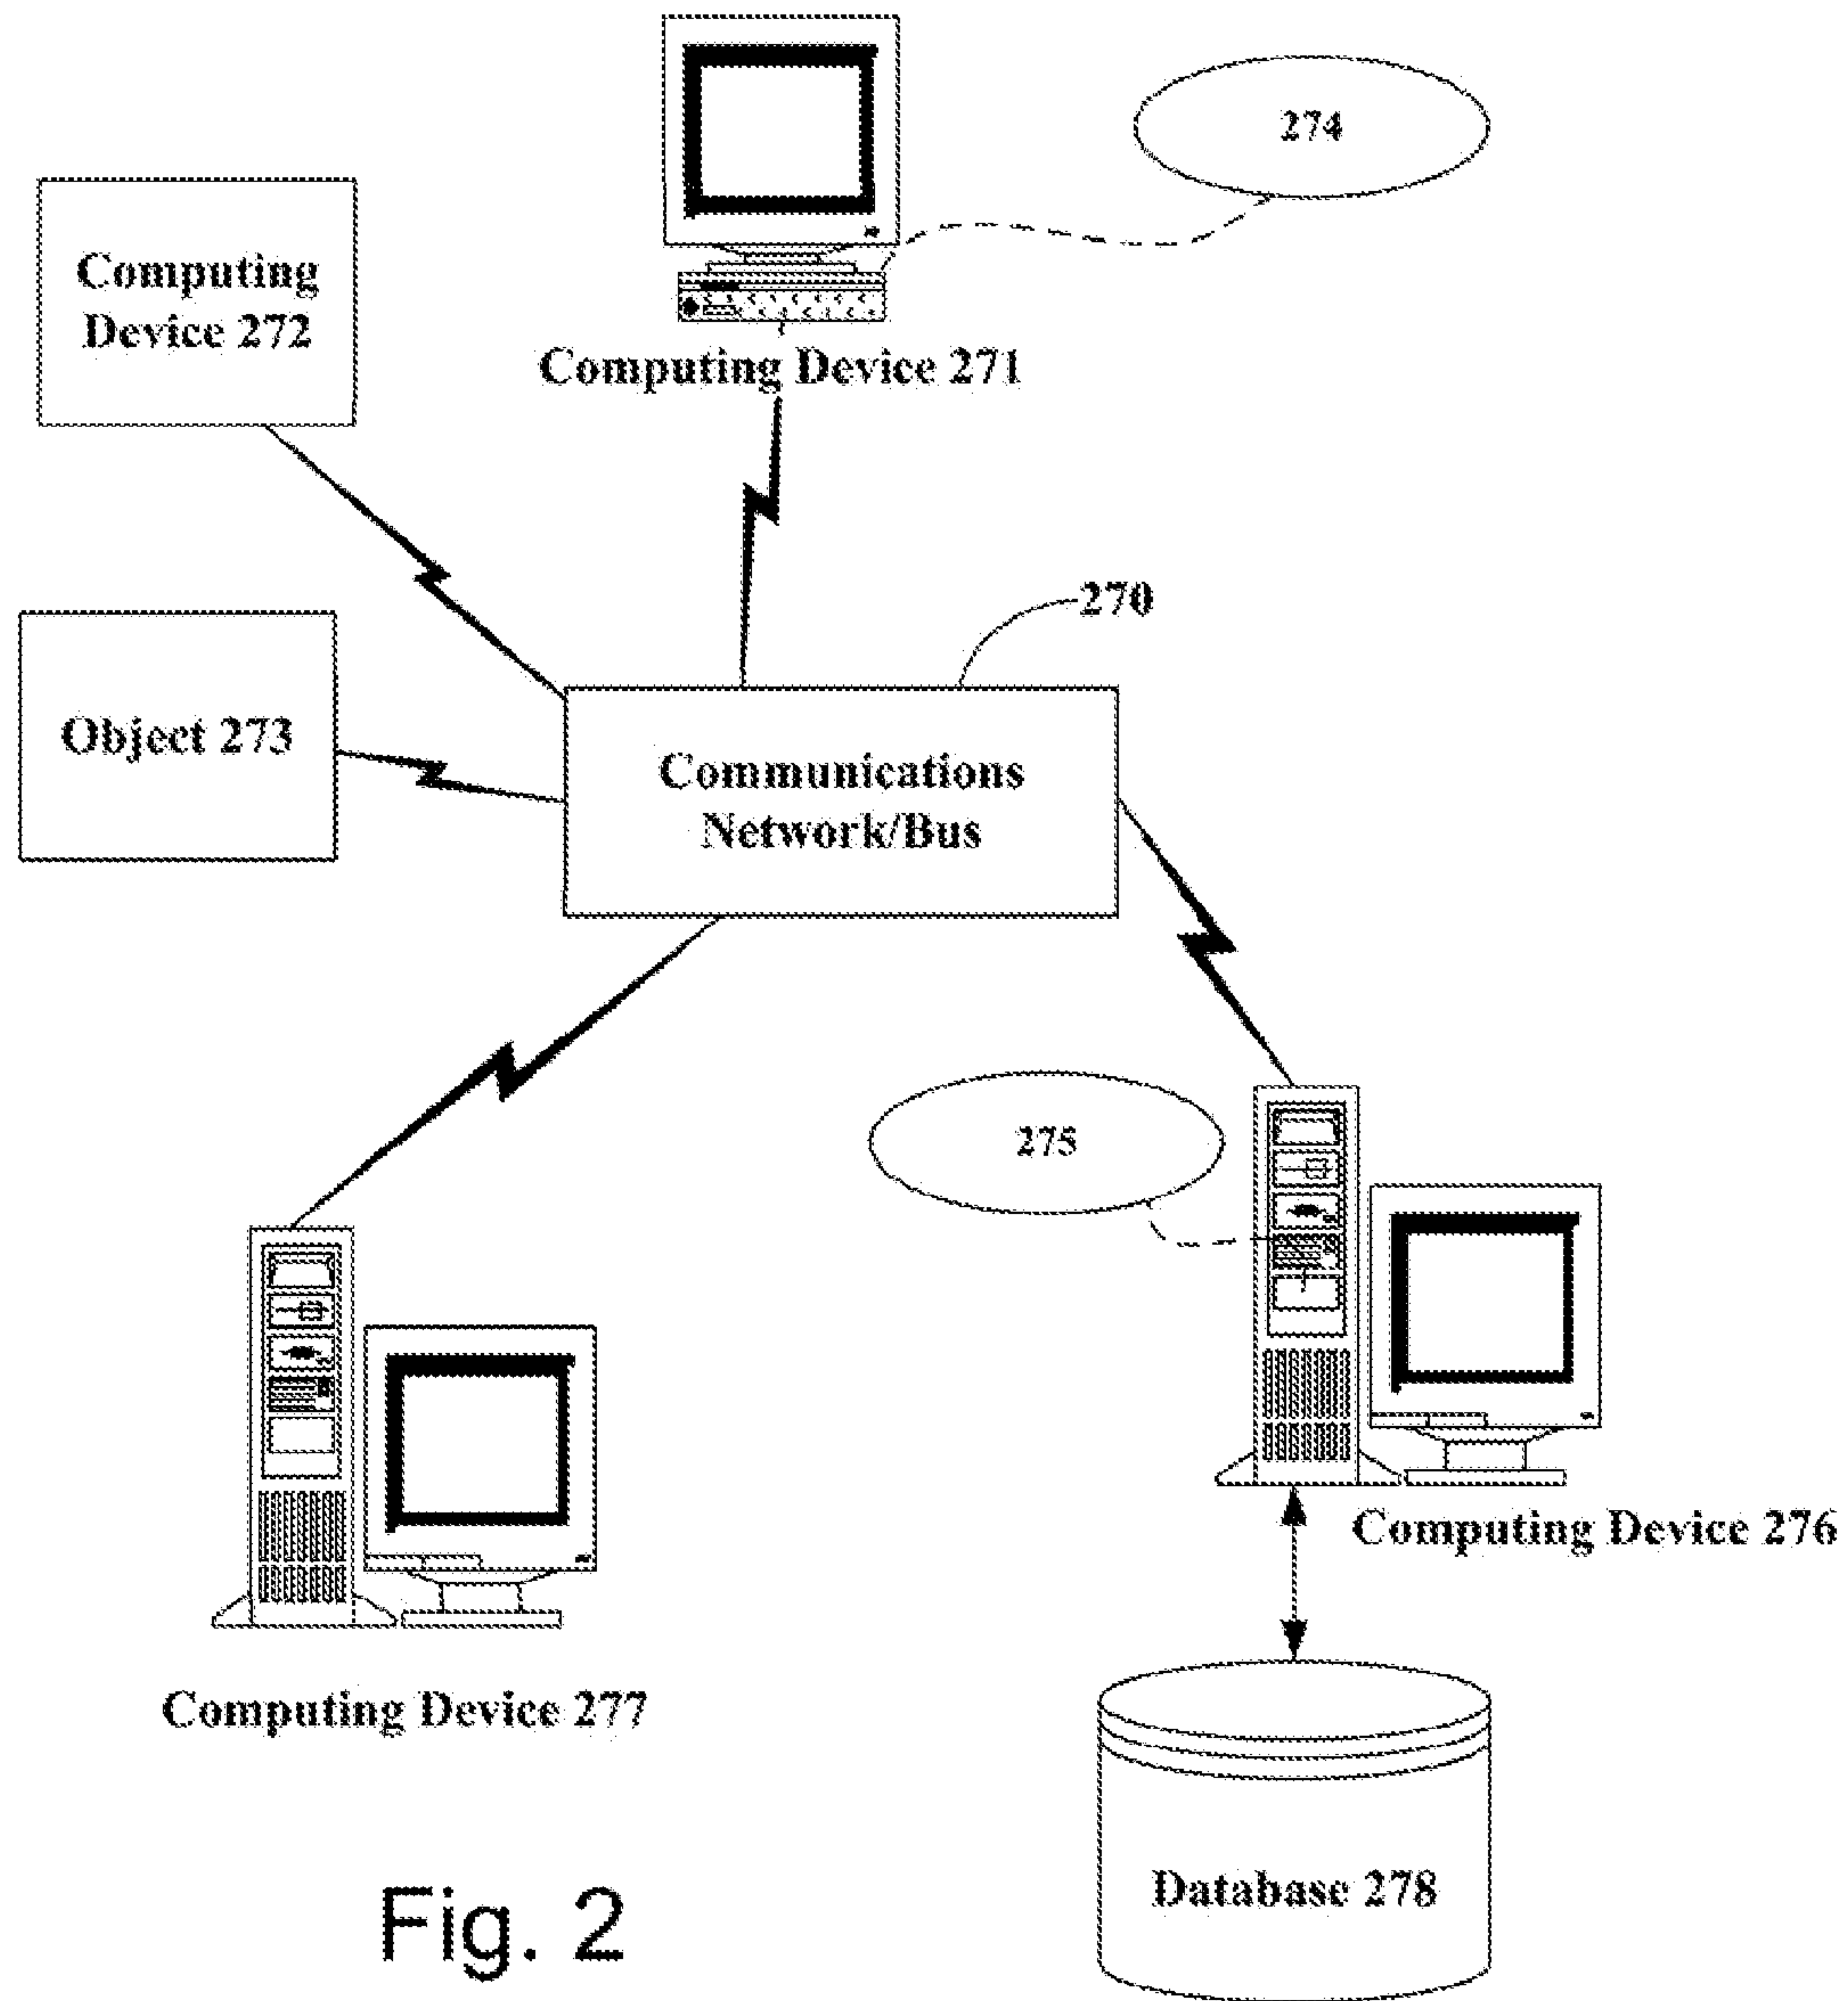 274
Computing
Device 272
Computing Device 271
270
Object 273
Communications
Network/Bus
275
Computing Device 276
Computing Device 277
Database 278
Fig. 2